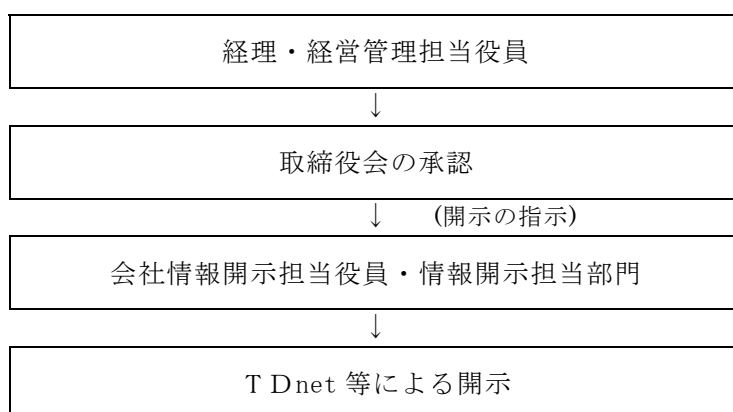 経理・経営管理担当役員
↓
取締役会の承認
↓ (開示の指示)
会社情報開示担当役員・情報開示担当部門
↓
ＴＤnet 等による開示